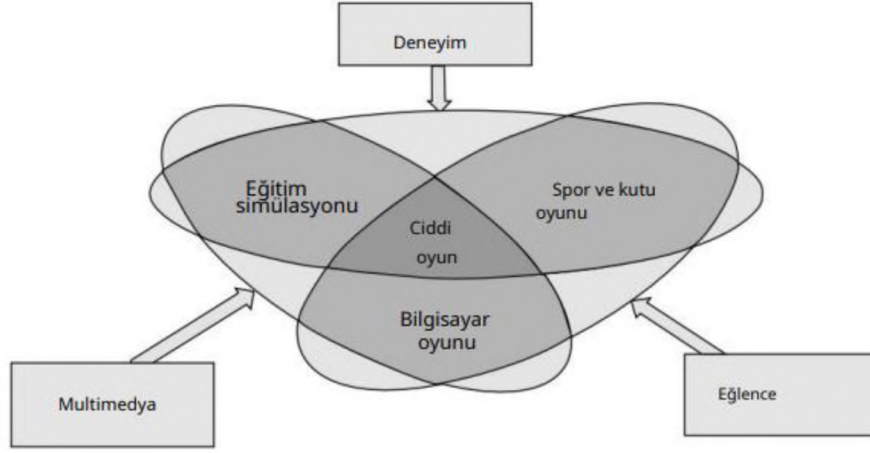 Deneyim
Eğitim
simülasyonu
Spor ve kutu
oyunu
Ciddi
oyun
Bilgisayar
oyunu
Multimedya
Eğlence